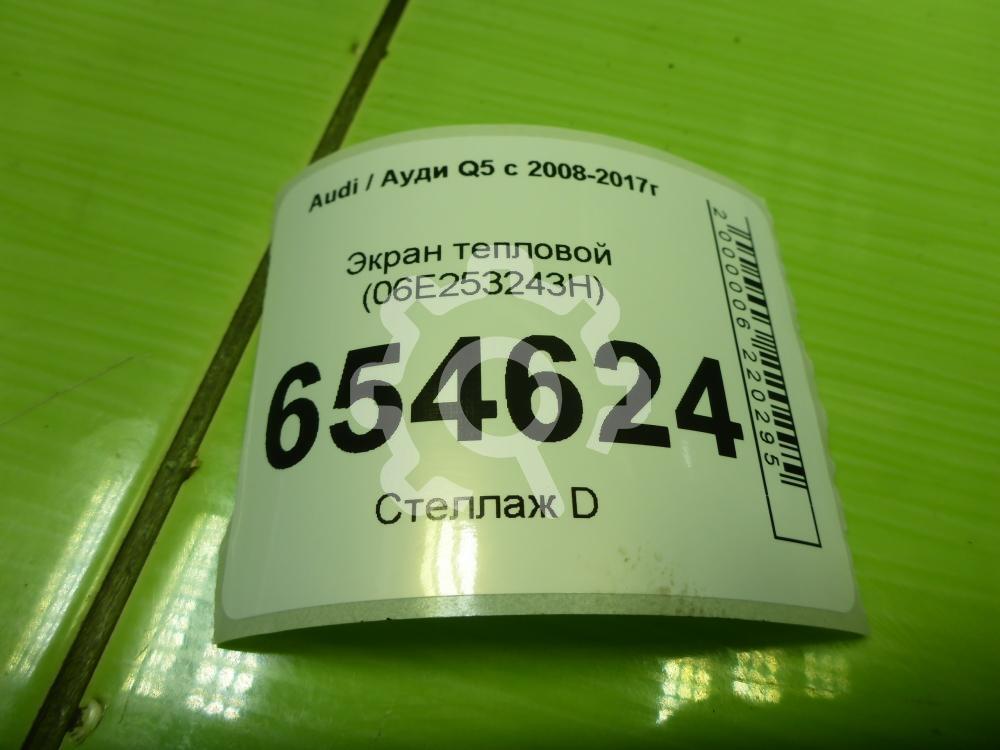 Audi / Ауди Q5 с 2008-2017г
Экран тепловой
(06E253243H)
654624
Стеллаж D
2000006220295